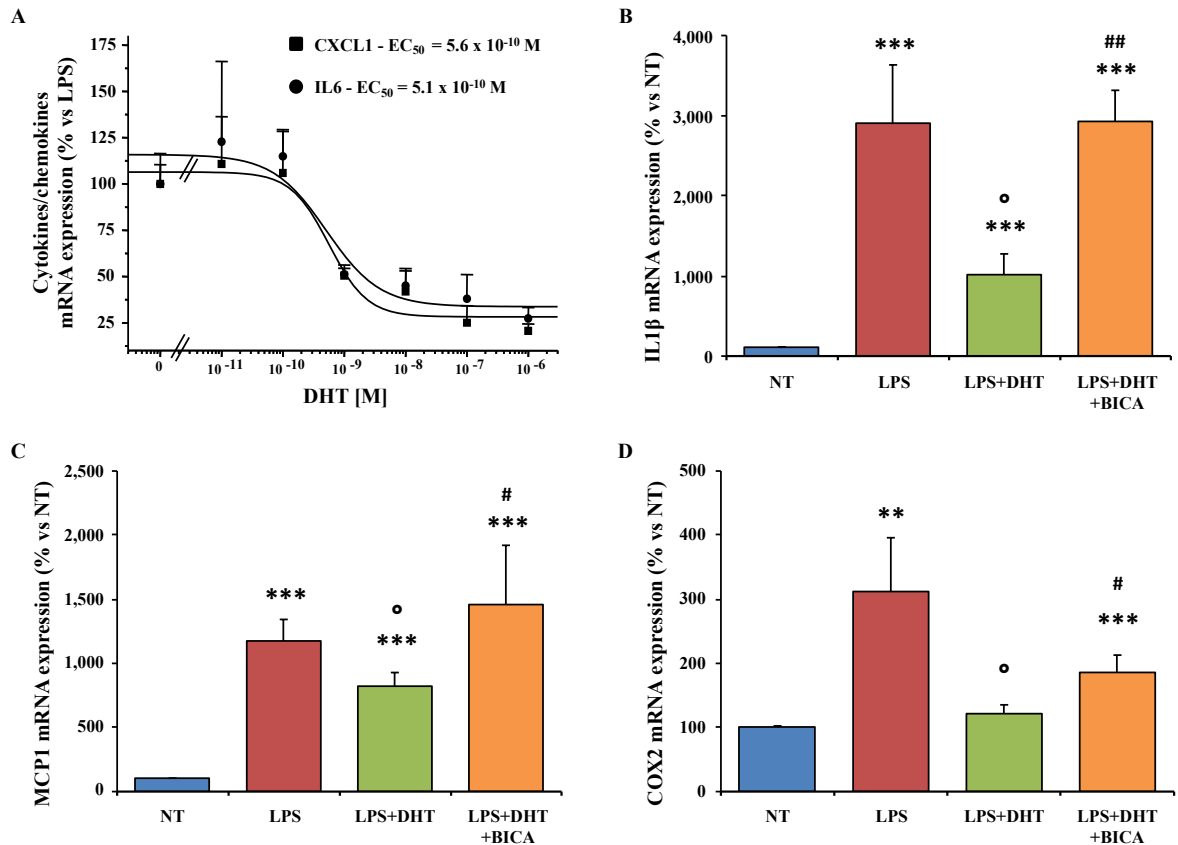 A
Cytokines/chemokines
mRNA expression (% vs LPS)
175
150
125
100
75
50
25
CXCL1 - EC50 = 5.6 x 10-10 M
IL6 - EC50 = 5.1 x 10-10 M
0
10-11
10-10
10-9
10-8
10-7
10-6
DHT [M]
B
IL1β mRNA expression (% vs NT)
4,000
3,000
2,000
1,000
0
***
°
***
##
***
NT
LPS
LPS+DHT
LPS+DHT
+BICA
C
MCP1 mRNA expression (% vs NT)
2,500
2,000
1,500
1,000
500
0
***
°
***
#
***
NT
LPS
LPS+DHT
LPS+DHT
+BICA
D
COX2 mRNA expression (% vs NT)
500
400
300
200
100
0
**
°
#
***
NT
LPS
LPS+DHT
LPS+DHT
+BICA